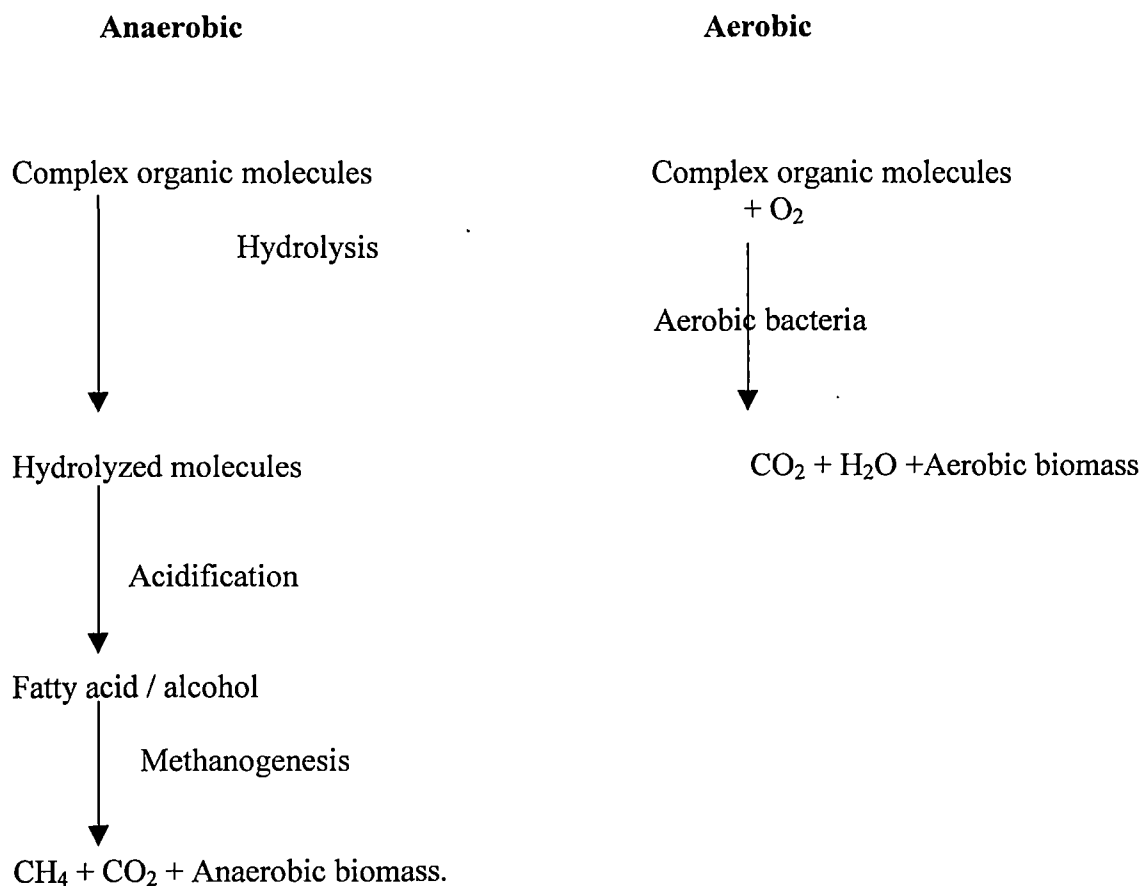 Anaerobic
Complex organic molecules
Hydrolysis
Hydrolyzed molecules
Acidification
Fatty acid / alcohol
Methanogenesis
CH₄ + CO₂ + Anaerobic biomass.
Aerobic
Complex organic molecules
+ O₂
Aerobic bacteria
CO₂ + H₂O +Aerobic biomass